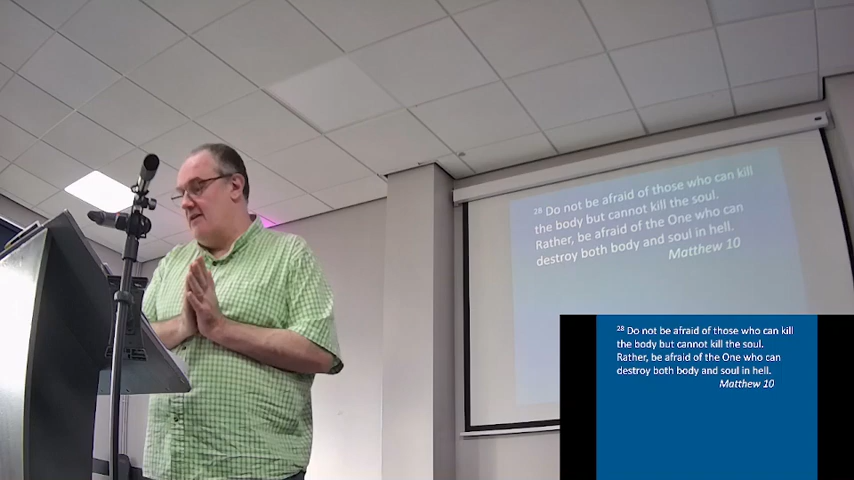 28 Do not be afraid of those who can kill
the body but cannot kill the soul.
Rather, be afraid of the One who can
destroy both body and soul in hell.
Matthew 10
28 Do not be afraid of those who can kill
the body but cannot kill the soul.
Rather, be afraid of the One who can
destroy both body and soul in hell.
Matthew 10